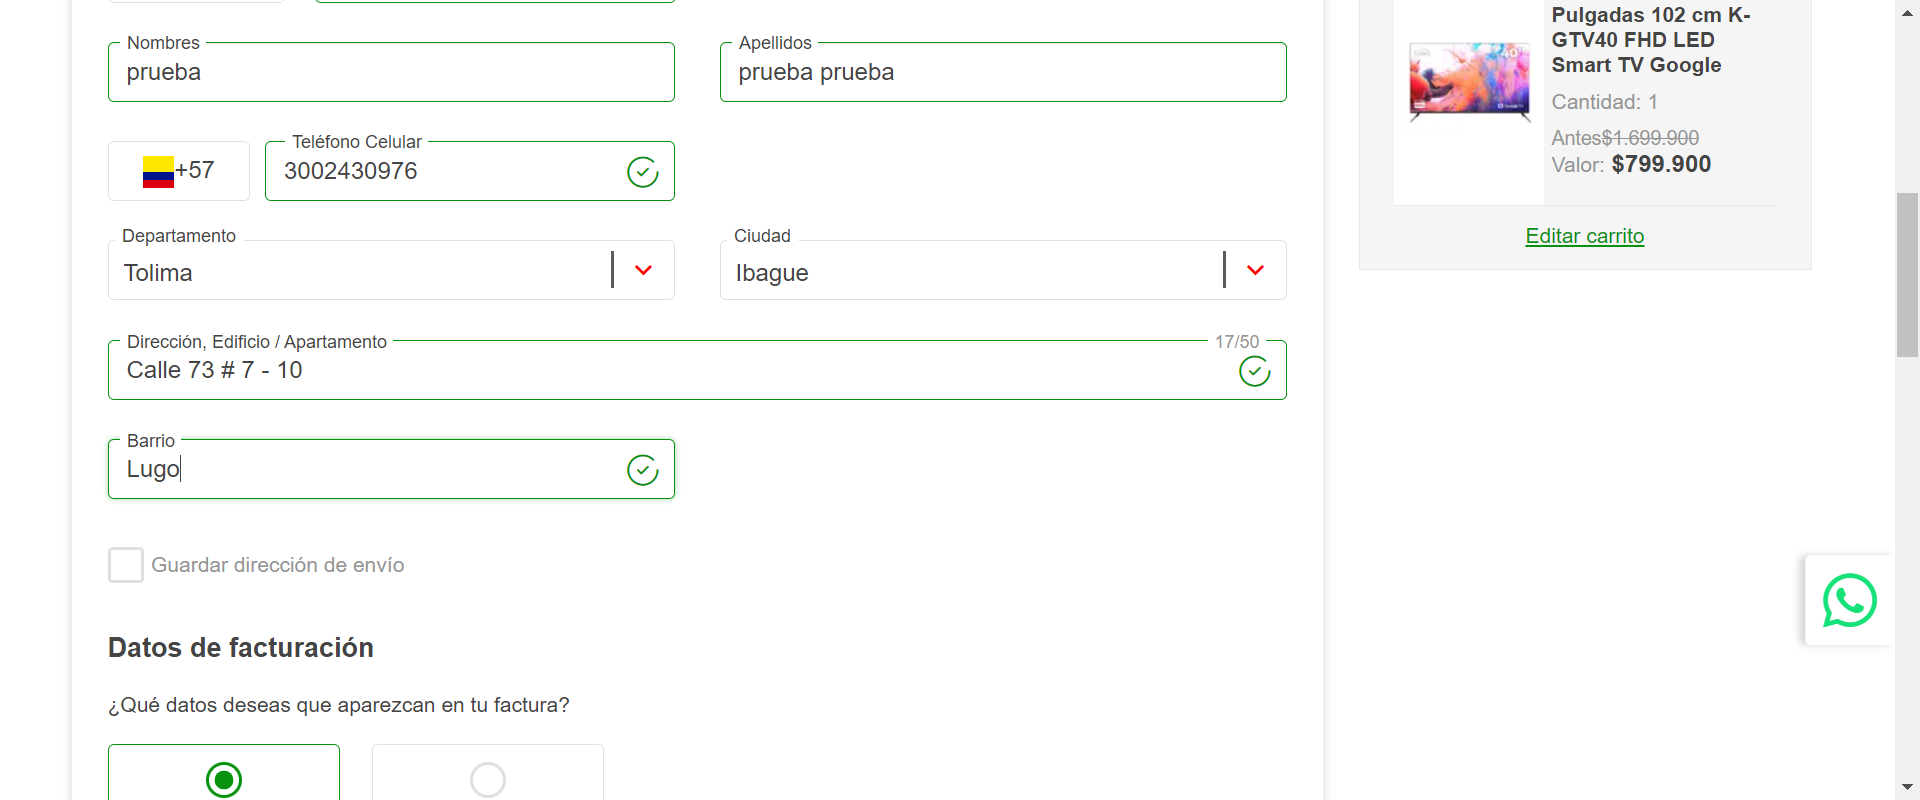 Nombres
prueba
Apellidos
prueba prueba
+57
Teléfono Celular
3002430976
Departamento
Tolima
Ciudad
Ibague
Dirección, Edificio / Apartamento
17/50
Calle 73 # 7 - 10
Barrio
Lugo
Guardar dirección de envío
Datos de facturación
¿Qué datos deseas que aparezcan en tu factura?
Pulgadas 102 cm K-
GTV40 FHD LED
Smart TV Google
Cantidad: 1
Antes$1.699.900
Valor: $799.900
Editar carrito